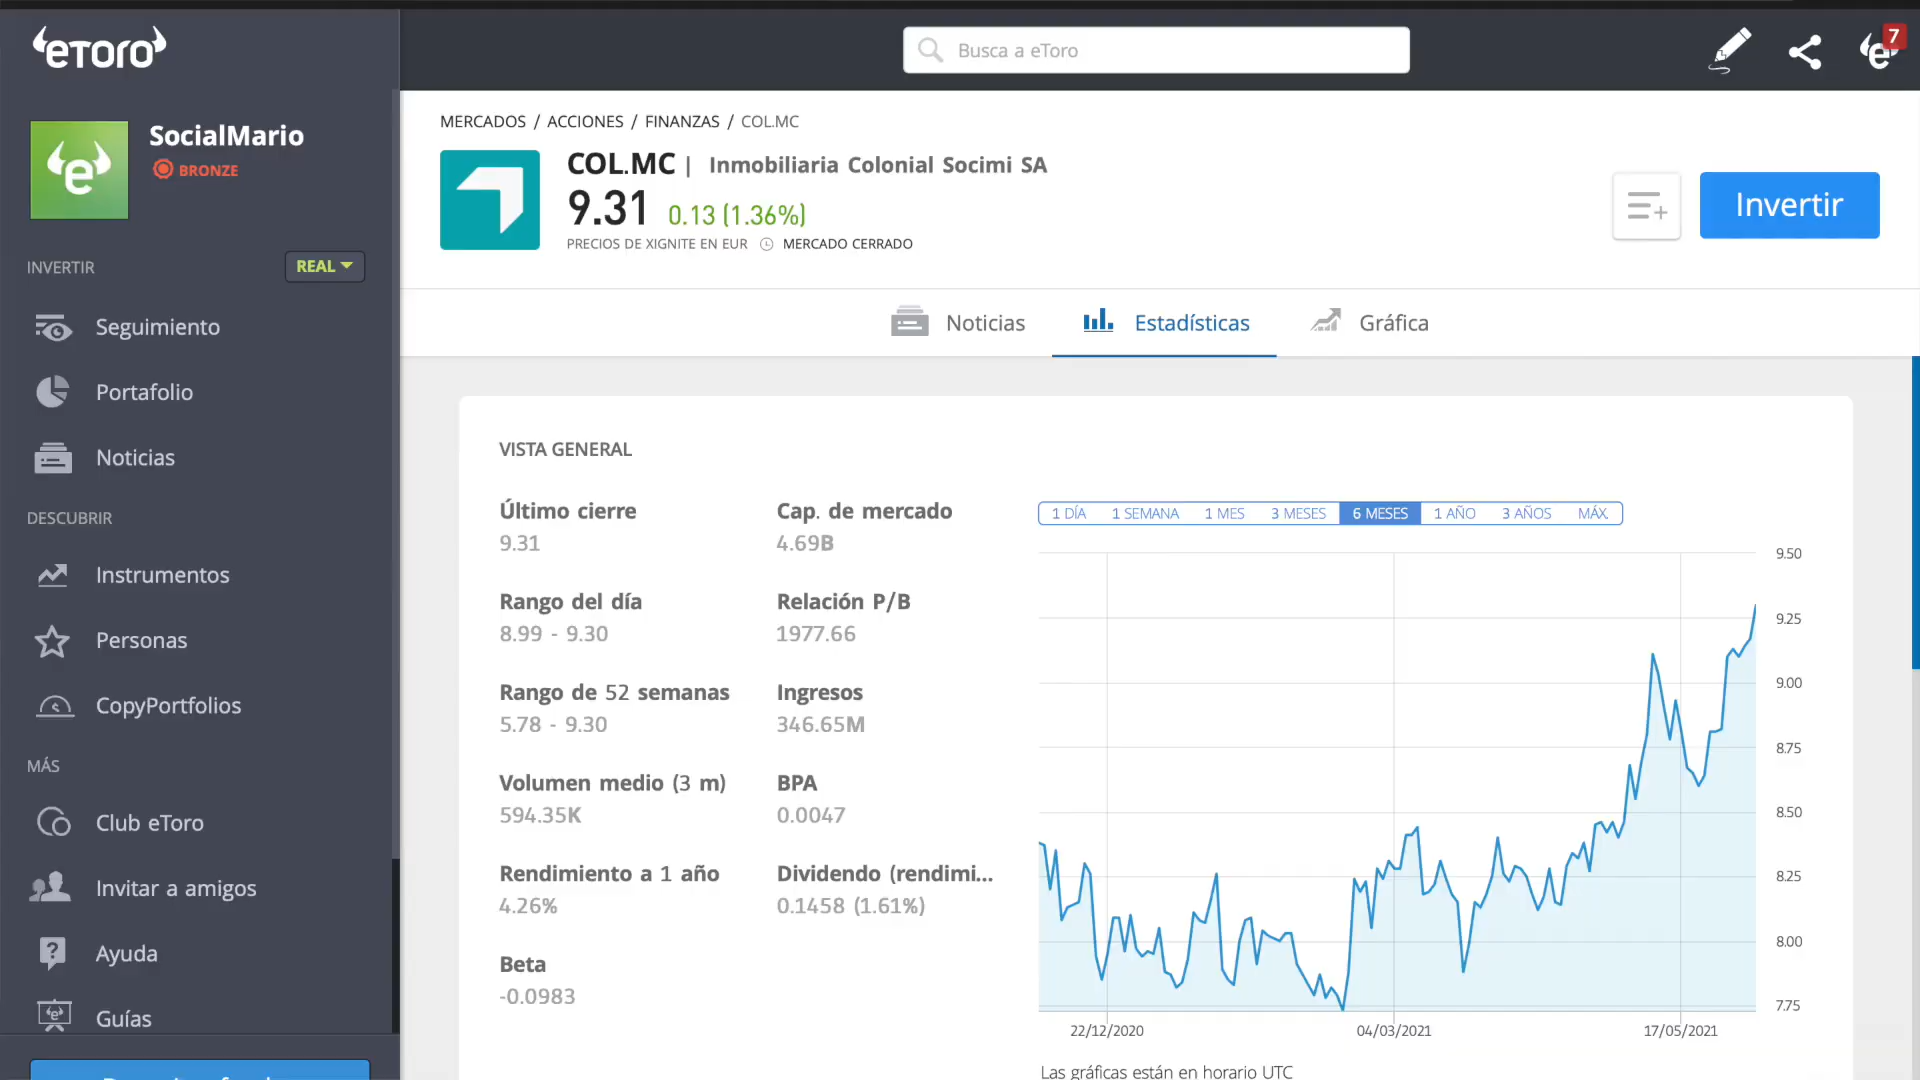 eToro
Busca a eToro
7
SocialMario
BRONZE
INVERTIR
REAL
Seguimiento
Portafolio
Noticias
DESCUBRIR
Instrumentos
Personas
CopyPortfolios
MÁS
Club eToro
Invitar a amigos
Ayuda
Guías
MERCADOS / ACCIONES / FINANZAS / COL.MC
COL.MC | Inmobiliaria Colonial Socimi SA
9.31 0.13 (1.36%)
PRECIOS DE XIGNITE EN EUR MERCADO CERRADO
Invertir
Noticias Estadísticas Gráfica
VISTA GENERAL
Último cierre
9.31
Rango del día
8.99 - 9.30
Rango de 52 semanas
5.78 - 9.30
Volumen medio (3 m)
594.35K
Rendimiento a 1 año
4.26%
Beta
-0.0983
Cap. de mercado
4.69B
Relación P/B
1977.66
Ingresos
346.65M
BPA
0.0047
Dividendo (rendimi...
0.1458 (1.61%)
1 DÍA 1 SEMANA 1 MES 3 MESES 6 MESES 1 AÑO 3 AÑOS MÁX.
9.50
9.25
9.00
8.75
8.50
8.25
8.00
7.75
22/12/2020 04/03/2021 17/05/2021
Las gráficas están en horario UTC